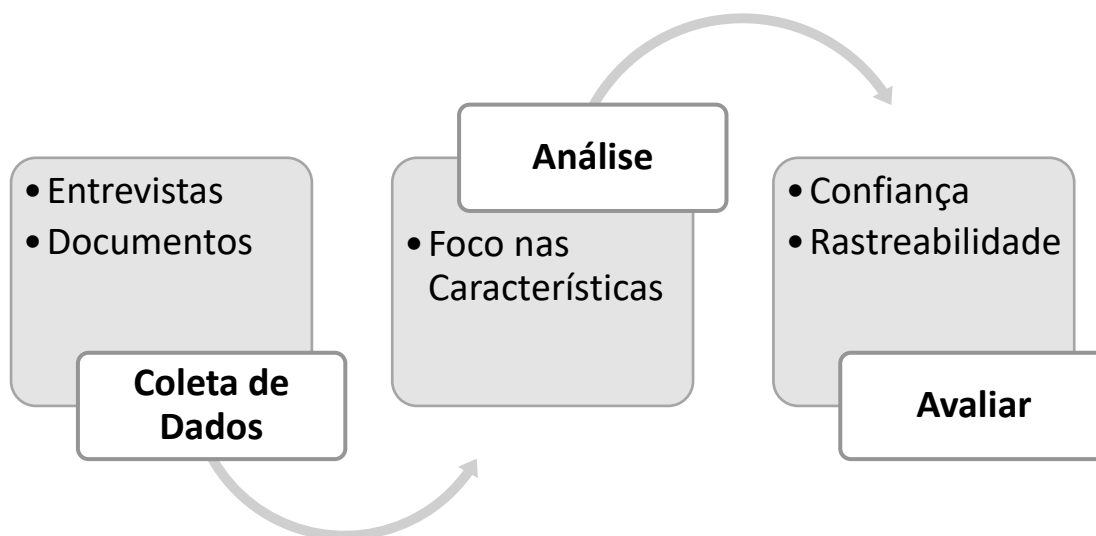 • Entrevistas
• Documentos
Coleta de
Dados
Análise
• Foco nas
Características
• Confiança
• Rastreabilidade
Avaliar